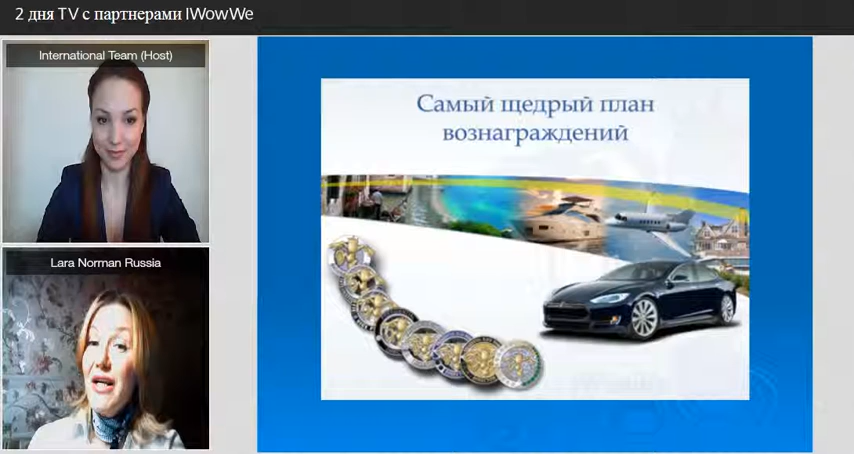 2 дня TV с партнерами IWowWe
International Team (Host)
Lara Norman Russia
Самый щедрый план
вознаграждений